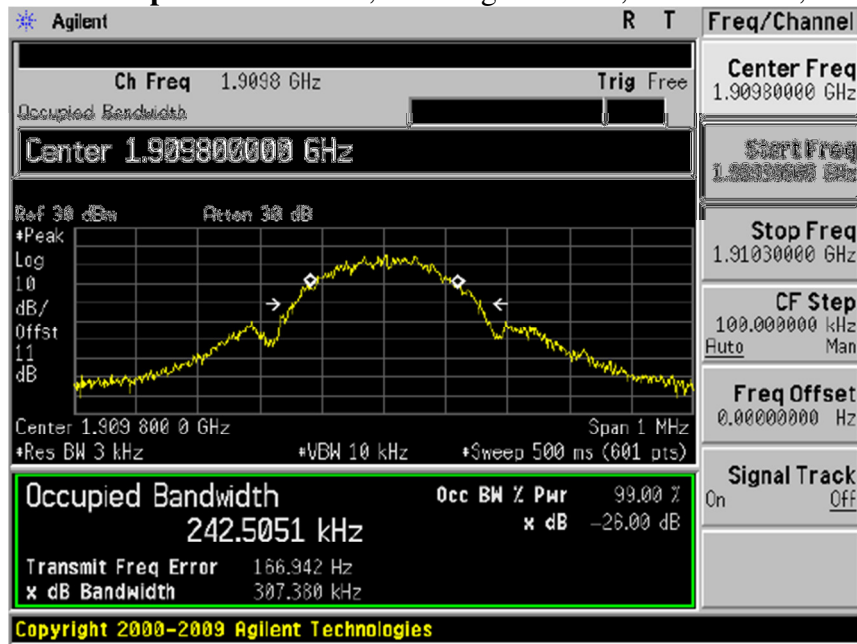 Agilent R T Freq/Channel
Ch Freq 1.9098 GHz Trig Free
Occupied Bandwidth
Center 1.909800000 GHz
Ref 30 dBm Atten 30 dB
#Peak
Log
10
dB/
Offst
11
dB
Center 1.909 800 0 GHz Span 1 MHz
#Res BW 3 kHz #VBW 10 kHz #Sweep 500 ms (601 pts)
Occupied Bandwidth Occ BW % Pwr 99.00 %
242.5051 kHz x dB -26.00 dB
Transmit Freq Error 166.942 Hz
x dB Bandwidth 307.380 kHz
Copyright 2000-2009 Agilent Technologies
Center Freq
1.90980000 GHz
Start Freq
GHz
Stop Freq
1.91030000 GHz
CF Step
100.000000 kHz
Auto Man
Freq Offset
0.00000000 Hz
Signal Track
On Off